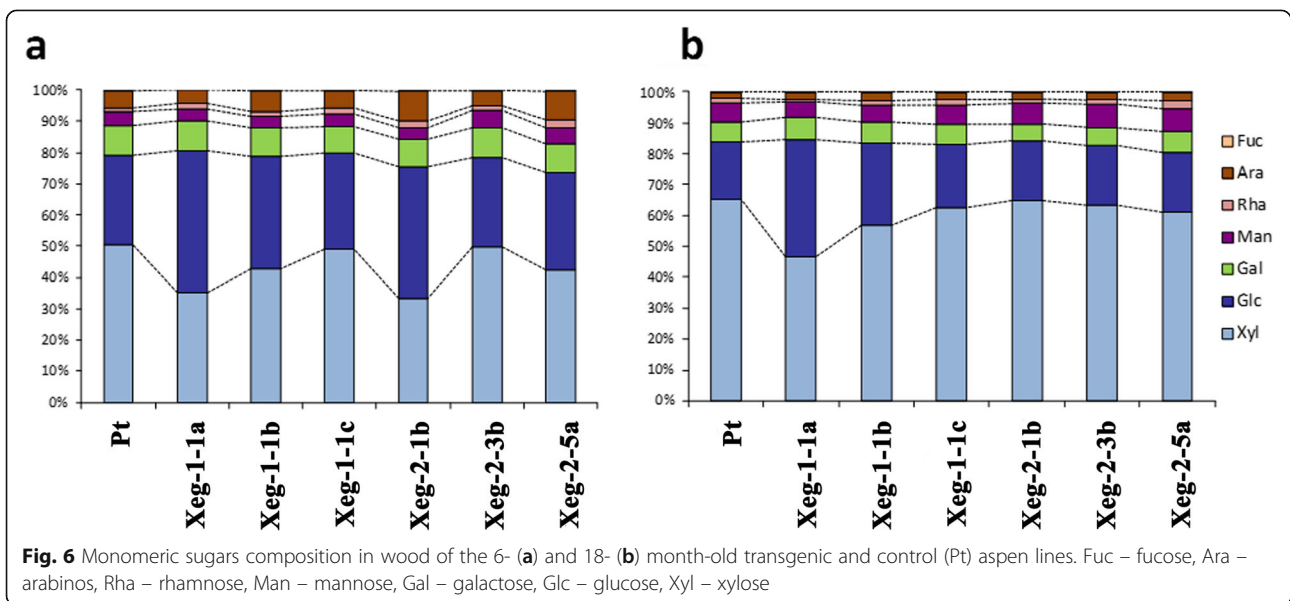 a
b
100%
90%
80%
70%
60%
50%
40%
30%
20%
10%
0%
Pt
Xeg-1-1a
Xeg-1-1b
Xeg-1-1c
Xeg-2-1b
Xeg-2-3b
Xeg-2-5a
100%
90%
80%
70%
60%
50%
40%
30%
20%
10%
0%
Pt
Xeg-1-1a
Xeg-1-1b
Xeg-1-1c
Xeg-2-1b
Xeg-2-3b
Xeg-2-5a
Fuc
Ara
Rha
Man
Gal
Glc
Xyl
Fig. 6 Monomeric sugars composition in wood of the 6- (a) and 18- (b) month-old transgenic and control (Pt) aspen lines. Fuc – fucose, Ara –
arabinos, Rha – rhamnose, Man – mannose, Gal – galactose, Glc – glucose, Xyl – xylose